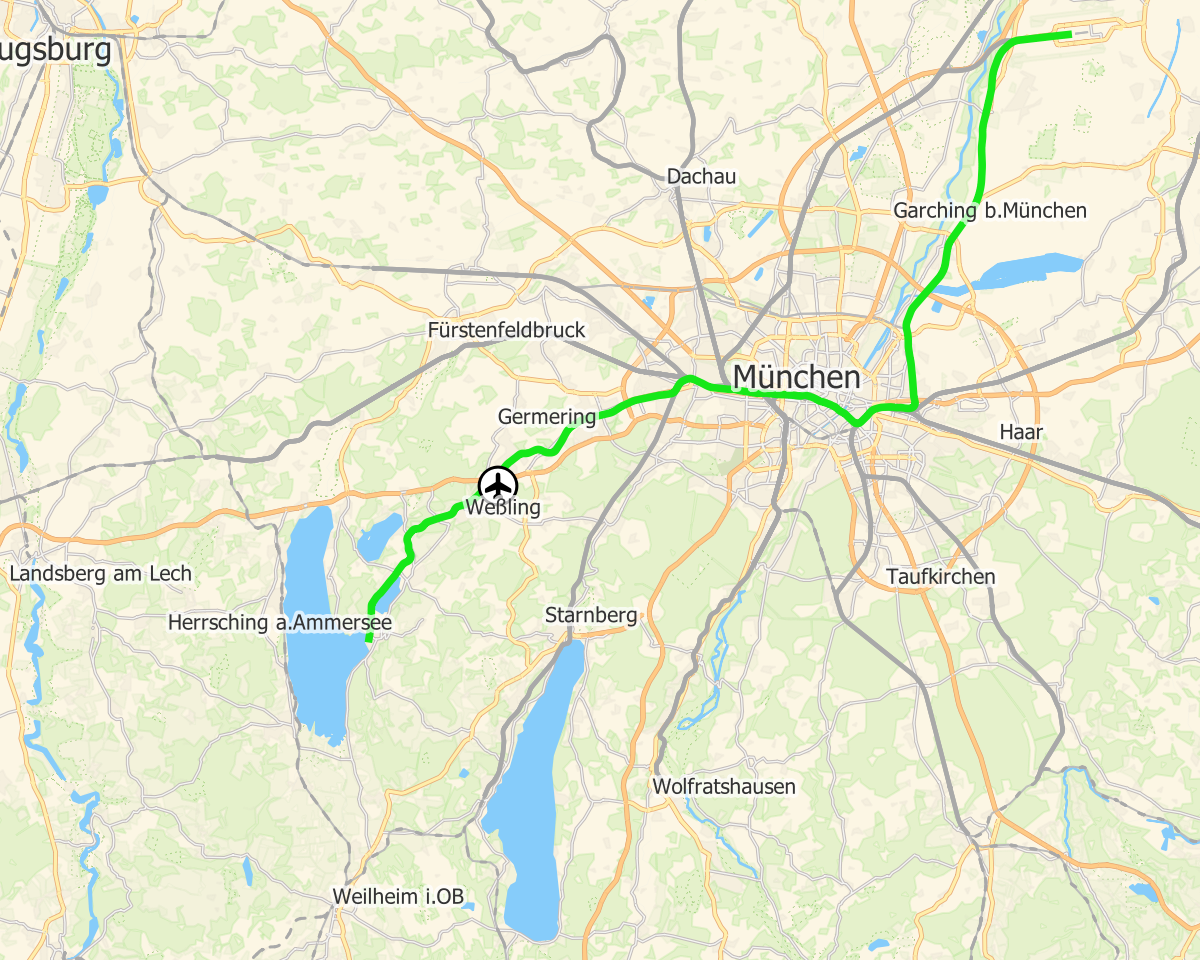 ugsburg
Dachau
Garching b.München
Fürstenfeldbruck
München
Germering
Haar
Weßling
Landsberg am Lech
Taufkirchen
Herrsching a.Ammersee
Starnberg
Wolfratshausen
Weilheim i.OB